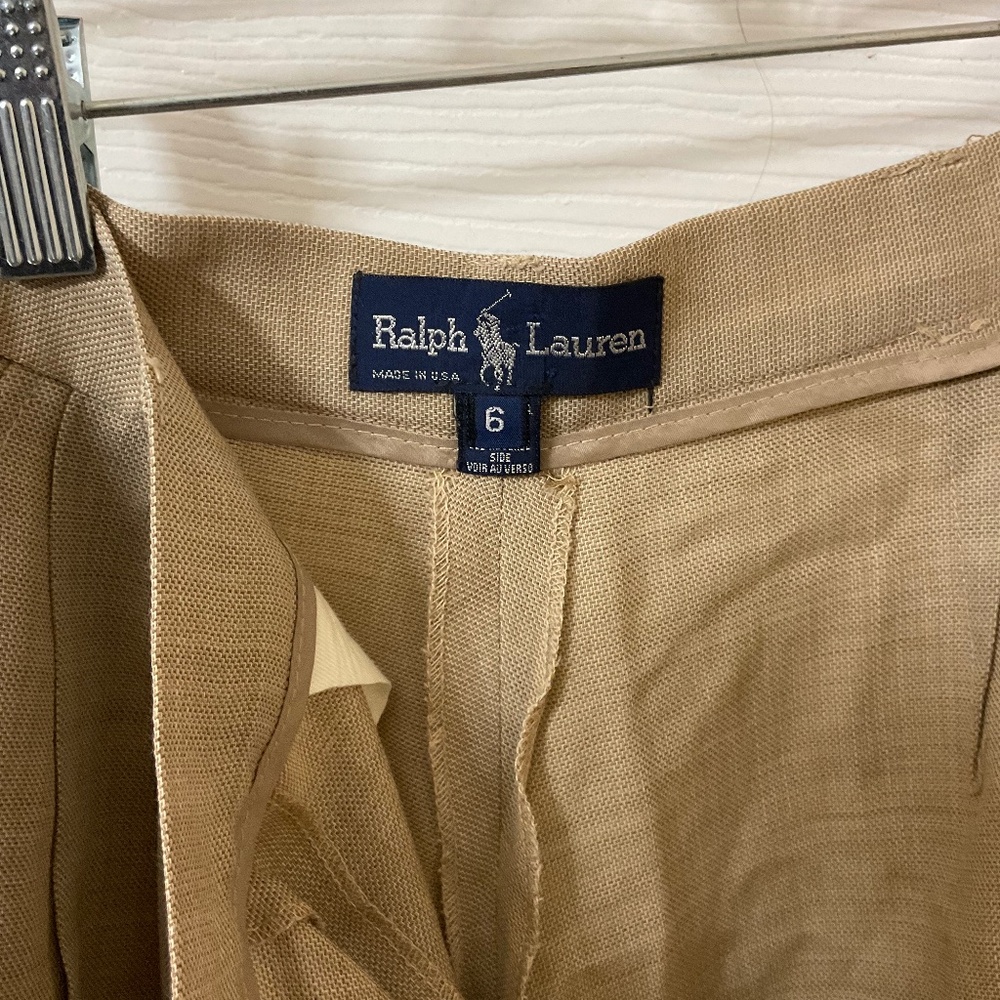 Ralph Lauren
MADE IN U.S.A
6
SIDE
VOIR AU VERSO